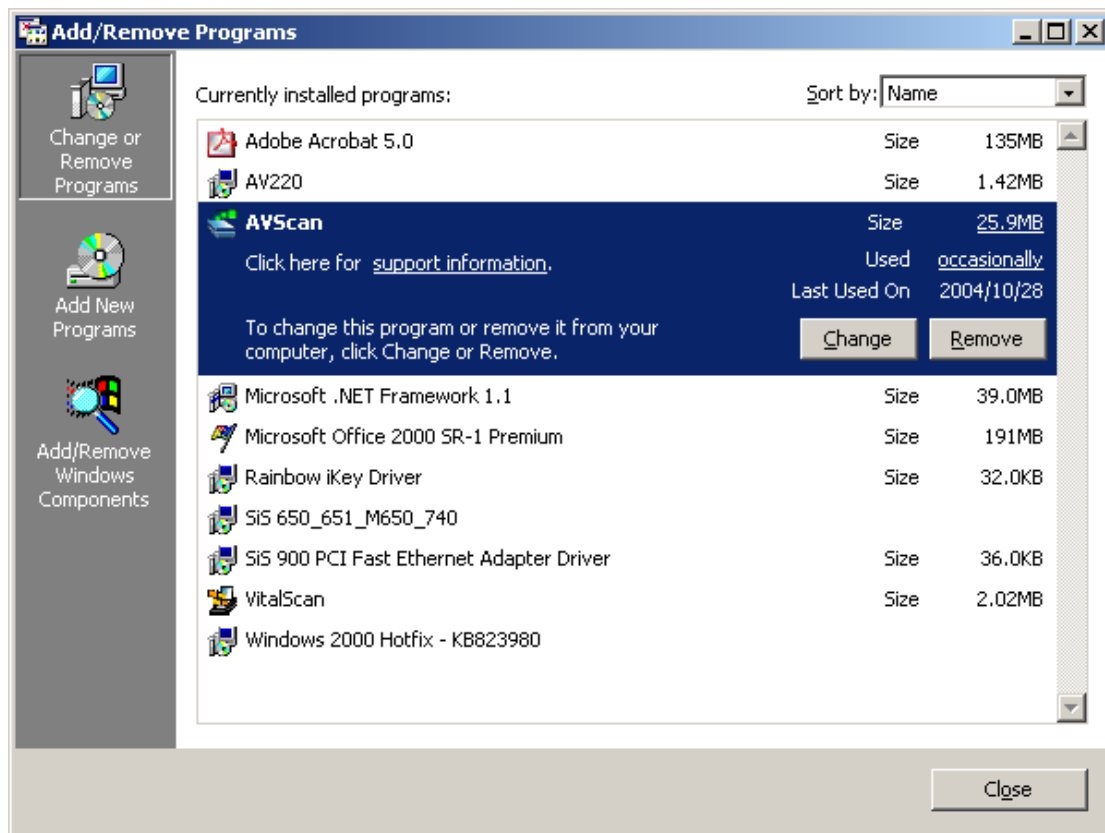 Add/Remove Programs
Change or
Remove
Programs
Add New
Programs
Add/Remove
Windows
Components
Currently installed programs:
Sort by: Name
Adobe Acrobat 5.0 Size 135MB
AV220 Size 1.42MB
AVScan Size 25.9MB
Click here for support information. Used occasionally
Last Used On 2004/10/28
To change this program or remove it from your
computer, click Change or Remove.
Change Remove
Microsoft .NET Framework 1.1 Size 39.0MB
Microsoft Office 2000 SR-1 Premium Size 191MB
Rainbow iKey Driver Size 32.0KB
SiS 650_651_M650_740
SiS 900 PCI Fast Ethernet Adapter Driver Size 36.0KB
VitalScan Size 2.02MB
Windows 2000 Hotfix - KB823980
Close